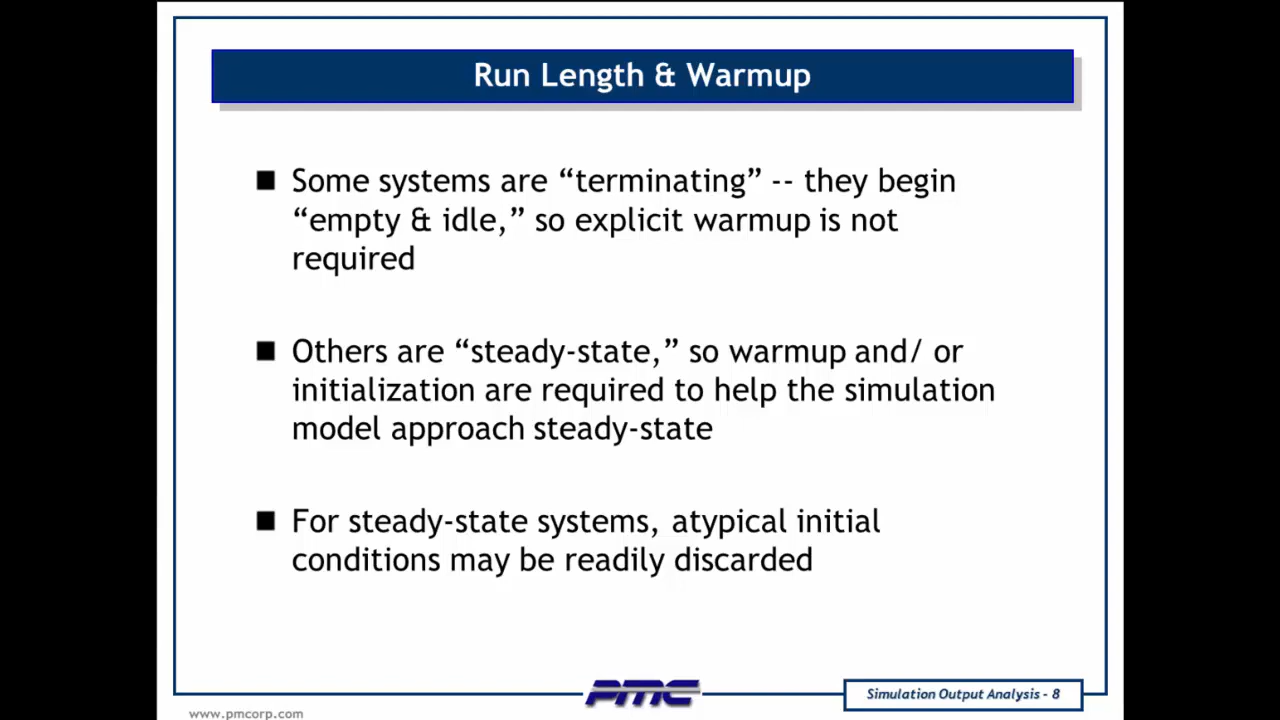 Run Length & Warmup
■ Some systems are “terminating” -- they begin
“empty & idle,” so explicit warmup is not
required
■ Others are “steady-state,” so warmup and/ or
initialization are required to help the simulation
model approach steady-state
■ For steady-state systems, atypical initial
conditions may be readily discarded
PMC
Simulation Output Analysis - 8
www.pmcorp.com